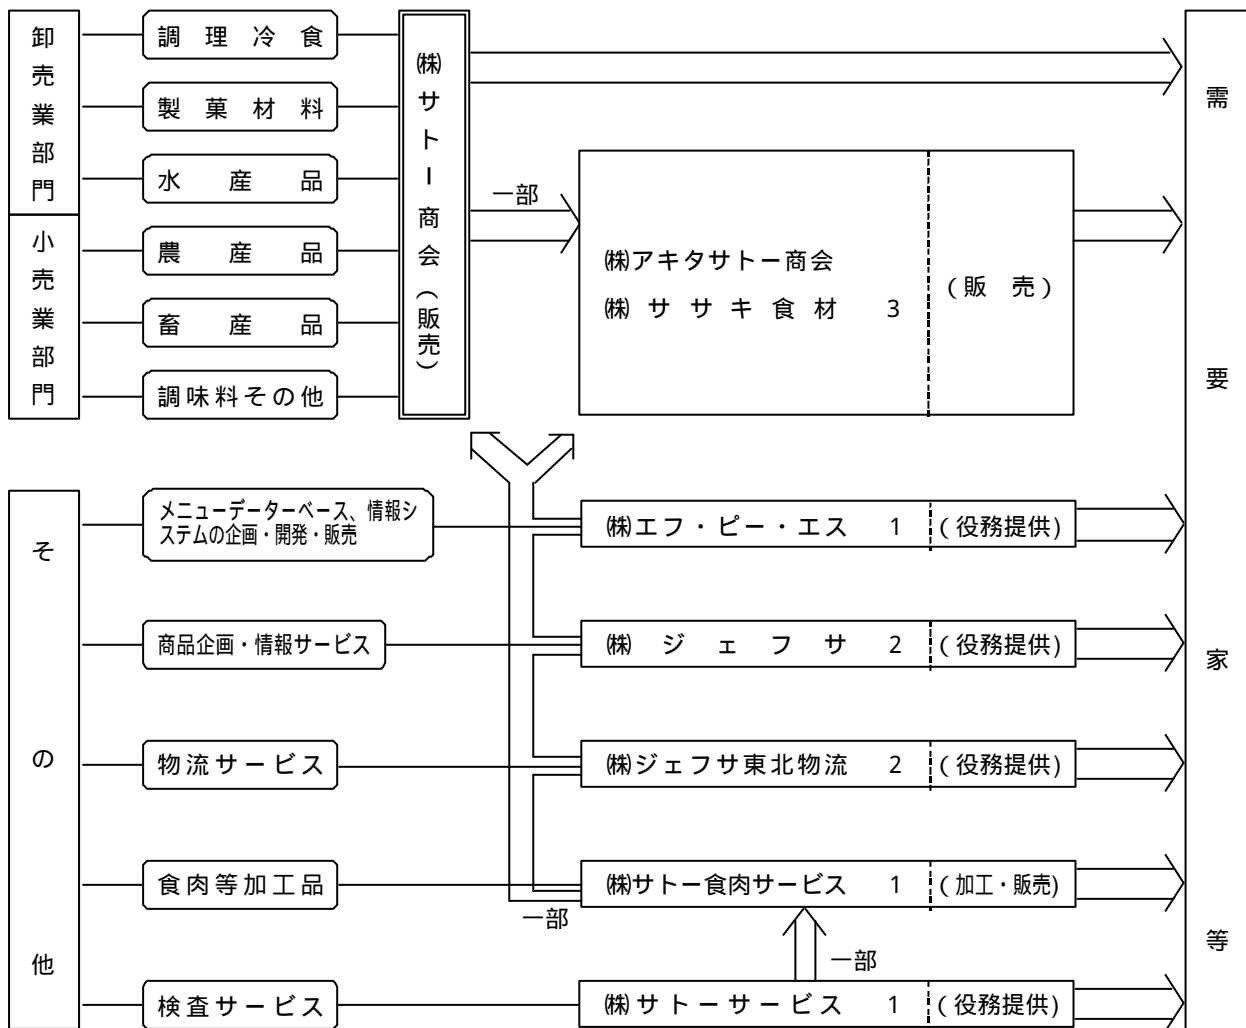 卸売業部門
小売業部門
調理冷食
製菓材料
水産品
農産品
畜産品
調味料その他
㈱サトー商会(販売)
一部
㈱アキタサトー商会
㈱ササキ食材 3
(販 売)
需要家等
その他
メニューデーターベース、情報シ
ステムの企画・開発・販売
㈱エフ・ピー・エス 1 (役務提供)
商品企画・情報サービス
㈱ジェフサ 2 (役務提供)
物流サービス
㈱ジェフサ東北物流 2 (役務提供)
食肉等加工品
㈱サトー食肉サービス 1 (加工・販売)
一部
一部
検査サービス
㈱サトーサービス 1 (役務提供)